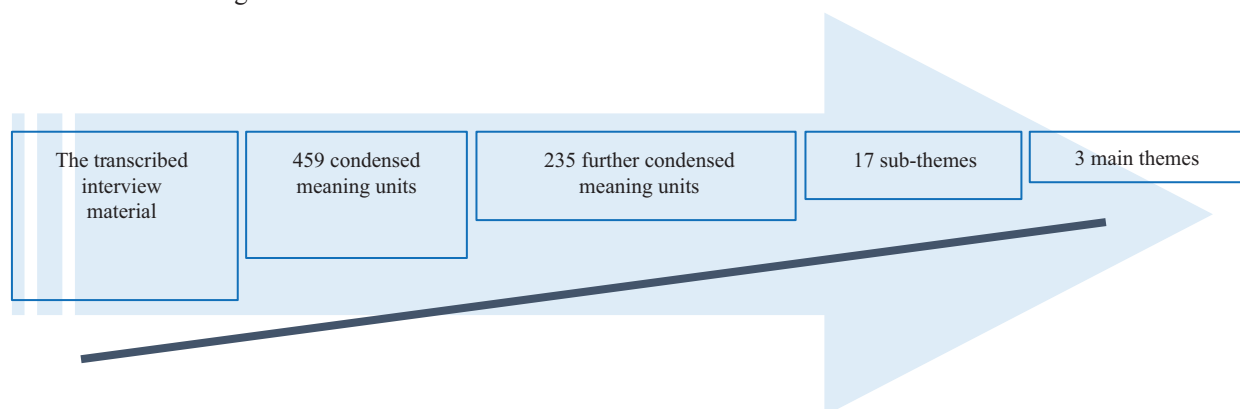 The transcribed
interview
material
459 condensed
meaning units
235 further condensed
meaning units
17 sub-themes
3 main themes